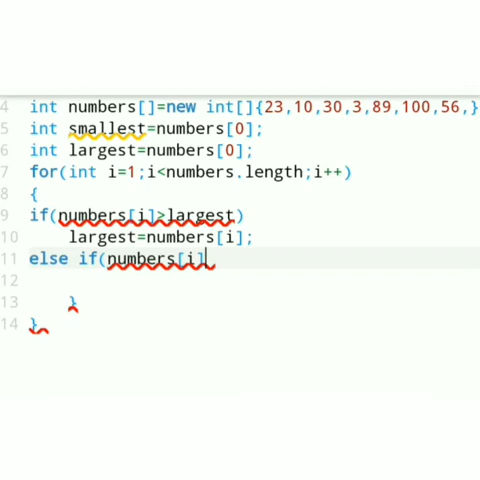 4 int numbers[]=new int[]{23,10,30,3,89,100,56,}
5 int smallest=numbers[0];
6 int largest=numbers[0];
7 for(int i=1;i<numbers.length;i++)
8 {
9 if(numbers[i]>largest)
10 largest=numbers[i];
11 else if(numbers[i]
12
13 }
14 }